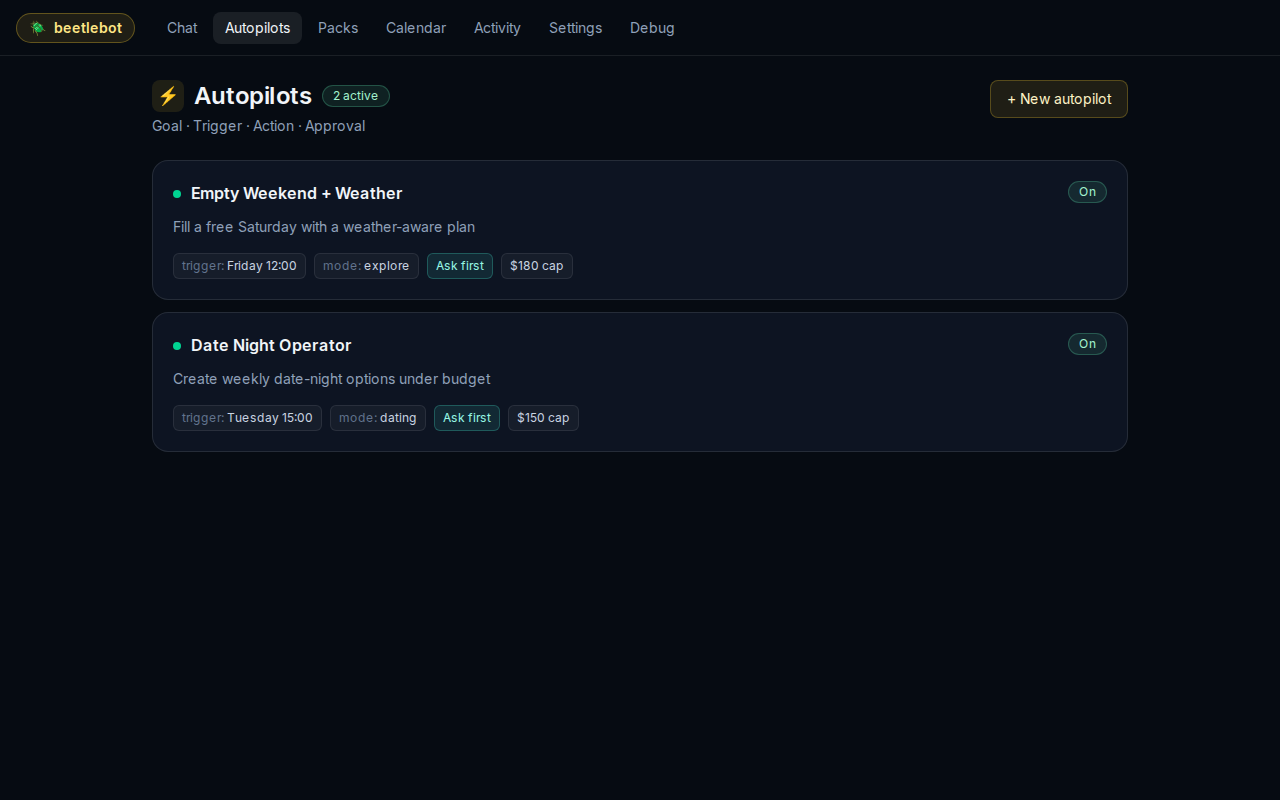 beetlebot Chat Autopilots Packs Calendar Activity Settings Debug
Autopilots 2 active + New autopilot
Goal · Trigger · Action · Approval
Empty Weekend + Weather On
Fill a free Saturday with a weather-aware plan
trigger: Friday 12:00 mode: explore Ask first $180 cap
Date Night Operator On
Create weekly date-night options under budget
trigger: Tuesday 15:00 mode: dating Ask first $150 cap